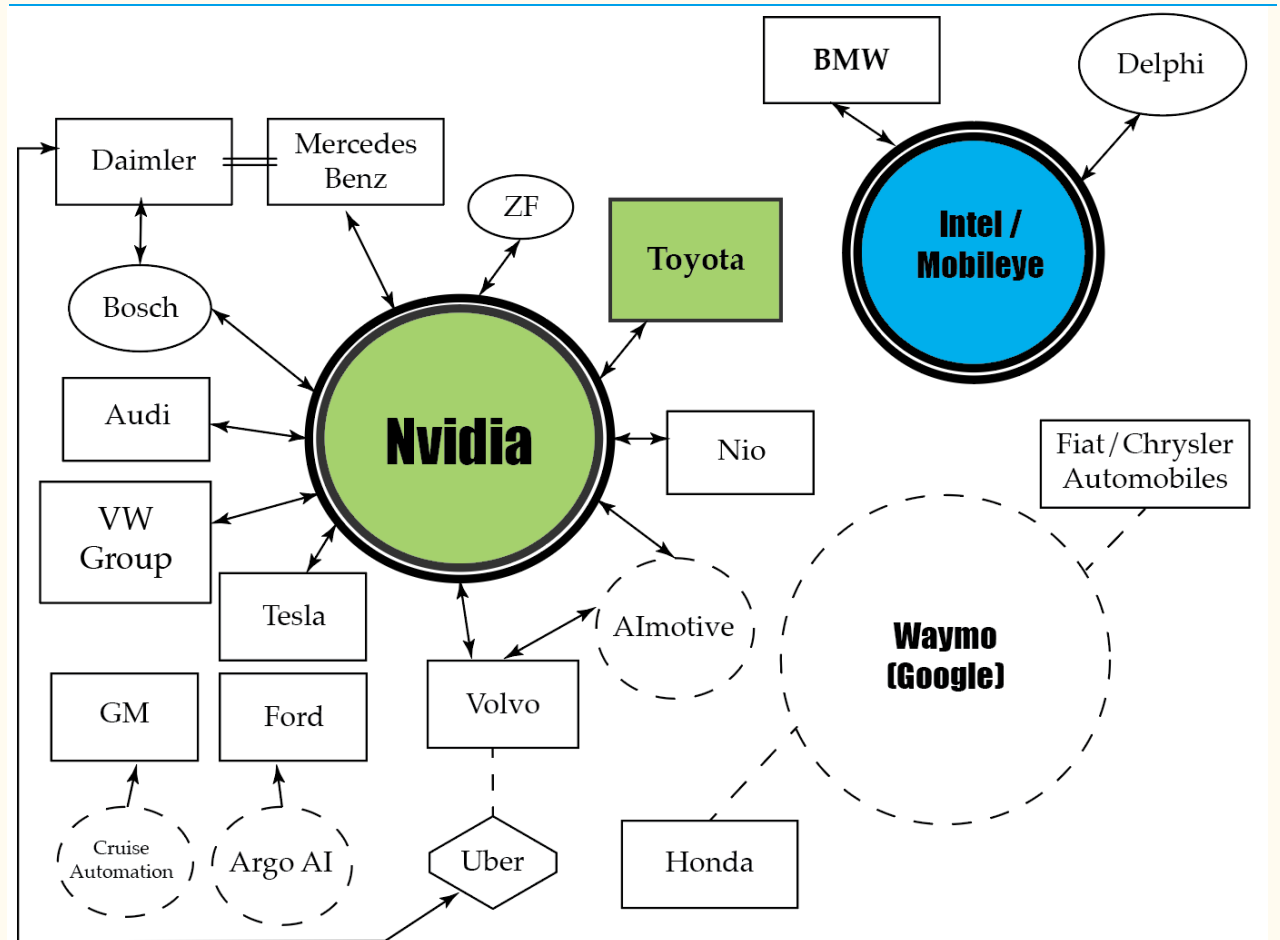 BMW
Delphi
Daimler
Mercedes
Benz
ZF
Toyota
Intel /
Mobileye
Bosch
Audi
Nvidia
Nio
Fiat/Chrysler
Automobiles
VW
Group
Tesla
AImotive
Waymo
(Google)
GM
Ford
Volvo
Cruise
Automation
Argo AI
Uber
Honda